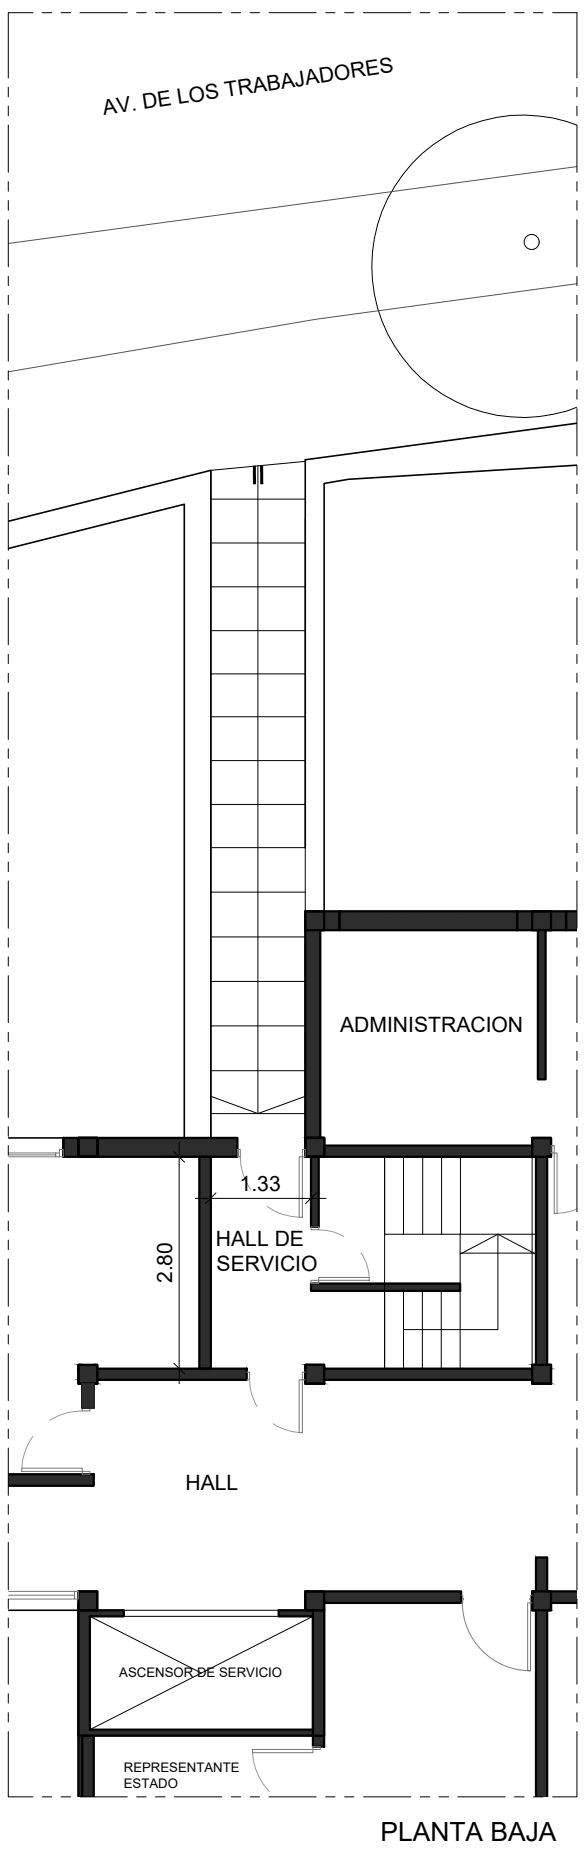 AV. DE LOS TRABAJADORES
ADMINISTRACION
1.33
2.80
HALL DE
SERVICIO
HALL
ASCENSOR DE SERVICIO
REPRESENTANTE
ESTADO
PLANTA BAJA